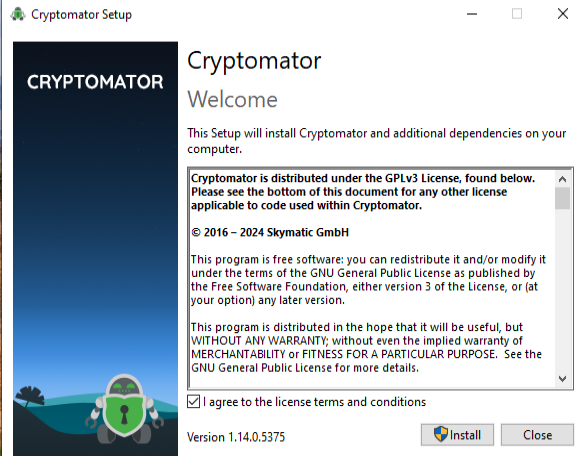 Cryptomator Setup
CRYPTOMATOR
Cryptomator
Welcome
This Setup will install Cryptomator and additional dependencies on your
computer.
Cryptomator is distributed under the GPLv3 License, found below.
Please see the bottom of this document for any other license
applicable to code used within Cryptomator.
© 2016 – 2024 Skymatic GmbH
This program is free software: you can redistribute it and/or modify it
under the terms of the GNU General Public License as published by
the Free Software Foundation, either version 3 of the License, or (at
your option) any later version.
This program is distributed in the hope that it will be useful, but
WITHOUT ANY WARRANTY; without even the implied warranty of
MERCHANTABILITY or FITNESS FOR A PARTICULAR PURPOSE.  See the
GNU General Public License for more details.
I agree to the license terms and conditions
Version 1.14.0.5375
Install
Close